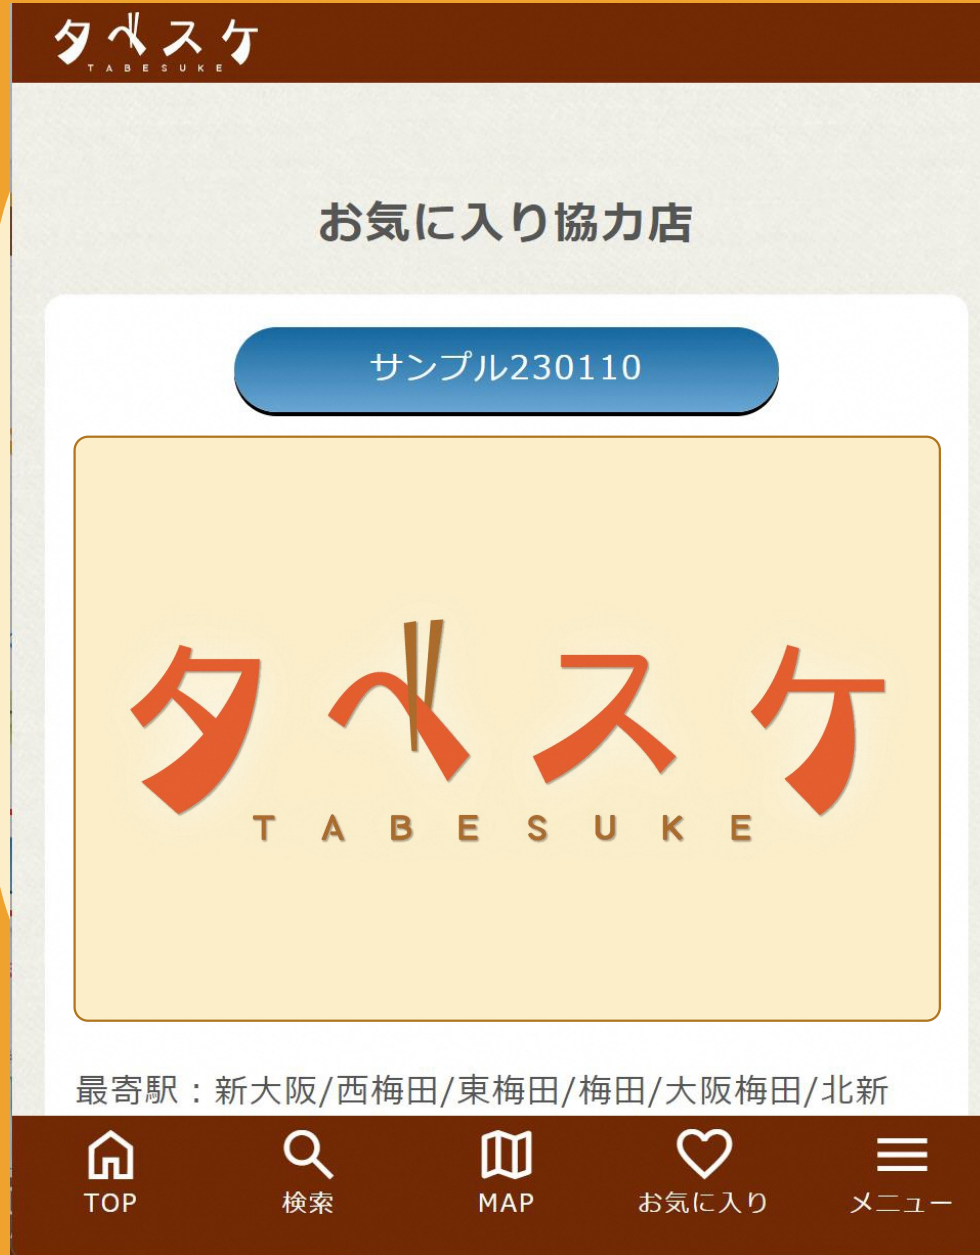 タベスケ
TABESUKE
お気に入り協力店
サンプル230110
タベスケ
TABESUKE
最寄駅：新大阪/西梅田/東梅田/梅田/大阪梅田/北新
TOP 検索 MAP お気に入り メニュー